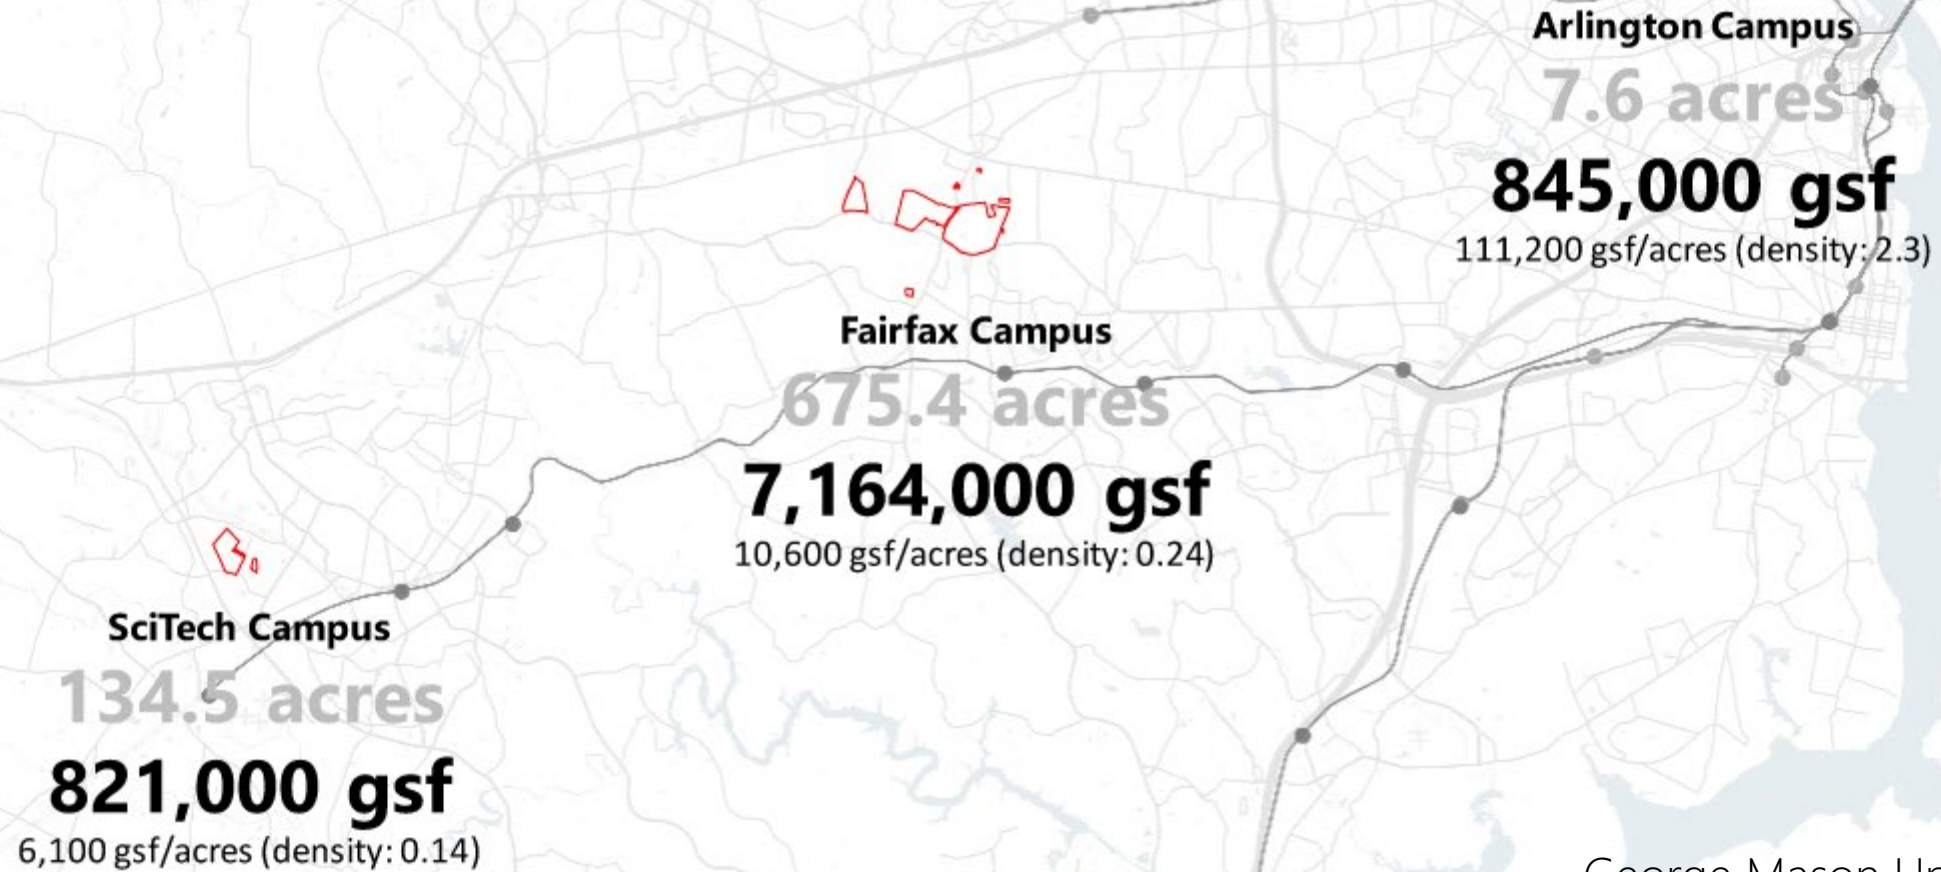 Arlington Campus
7.6 acres
845,000 gsf
111,200 gsf/acres (density: 2.3)
Fairfax Campus
675.4 acres
7,164,000 gsf
10,600 gsf/acres (density: 0.24)
SciTech Campus
134.5 acres
821,000 gsf
6,100 gsf/acres (density: 0.14)
George Mason